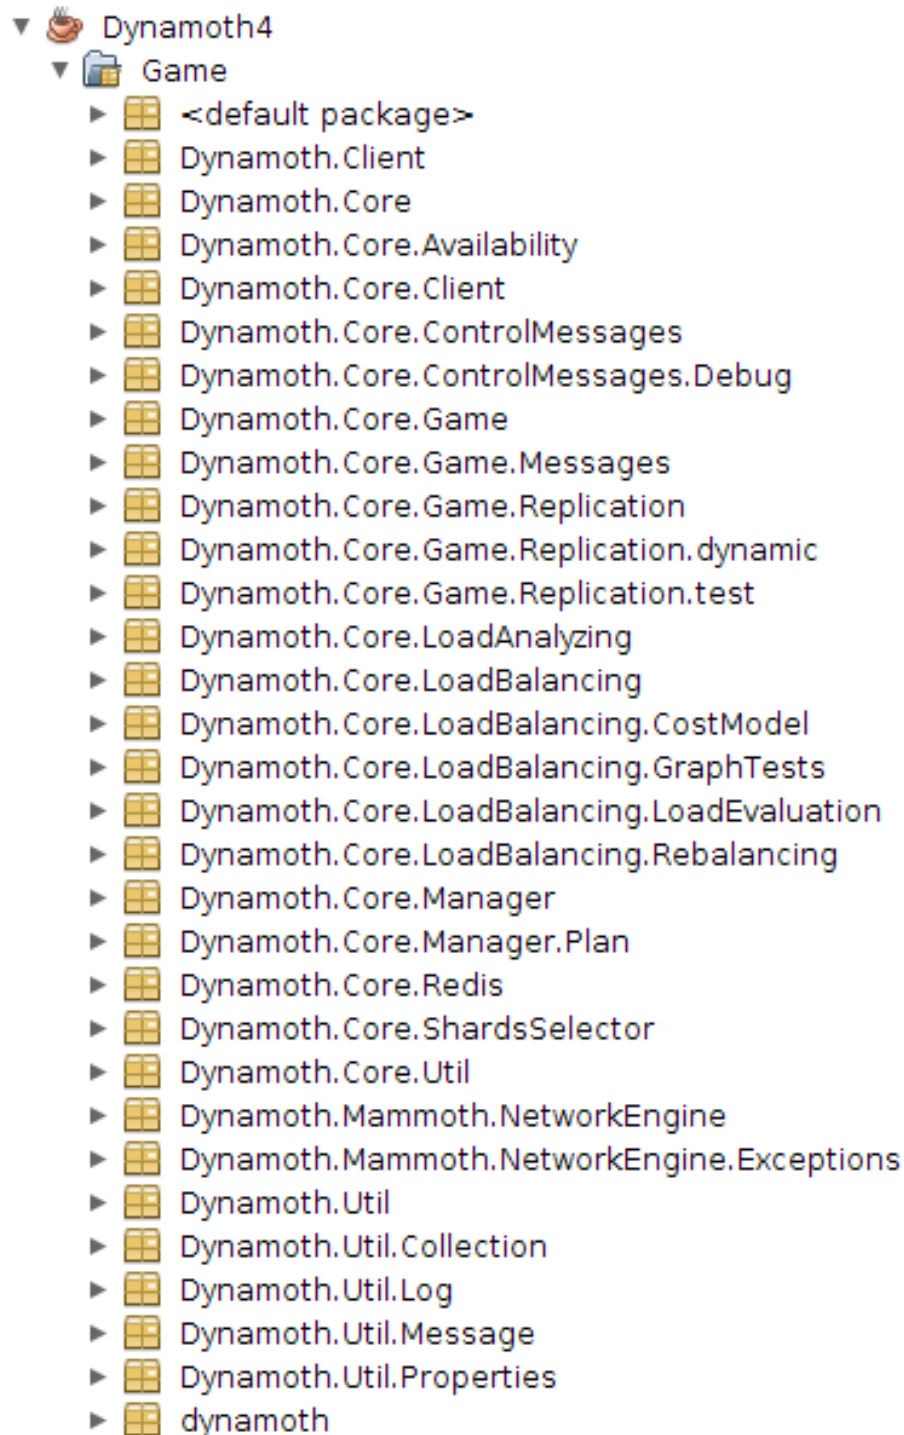 Dynamoth4
Game
<default package>
Dynamoth.Client
Dynamoth.Core
Dynamoth.Core.Availability
Dynamoth.Core.Client
Dynamoth.Core.ControlMessages
Dynamoth.Core.ControlMessages.Debug
Dynamoth.Core.Game
Dynamoth.Core.Game.Messages
Dynamoth.Core.Game.Replication
Dynamoth.Core.Game.Replication.dynamic
Dynamoth.Core.Game.Replication.test
Dynamoth.Core.LoadAnalyzing
Dynamoth.Core.LoadBalancing
Dynamoth.Core.LoadBalancing.CostModel
Dynamoth.Core.LoadBalancing.GraphTests
Dynamoth.Core.LoadBalancing.LoadEvaluation
Dynamoth.Core.LoadBalancing.Rebalancing
Dynamoth.Core.Manager
Dynamoth.Core.Manager.Plan
Dynamoth.Core.Redis
Dynamoth.Core.ShardsSelector
Dynamoth.Core.Util
Dynamoth.Mammoth.NetworkEngine
Dynamoth.Mammoth.NetworkEngine.Exceptions
Dynamoth.Util
Dynamoth.Util.Collection
Dynamoth.Util.Log
Dynamoth.Util.Message
Dynamoth.Util.Properties
dynamoth